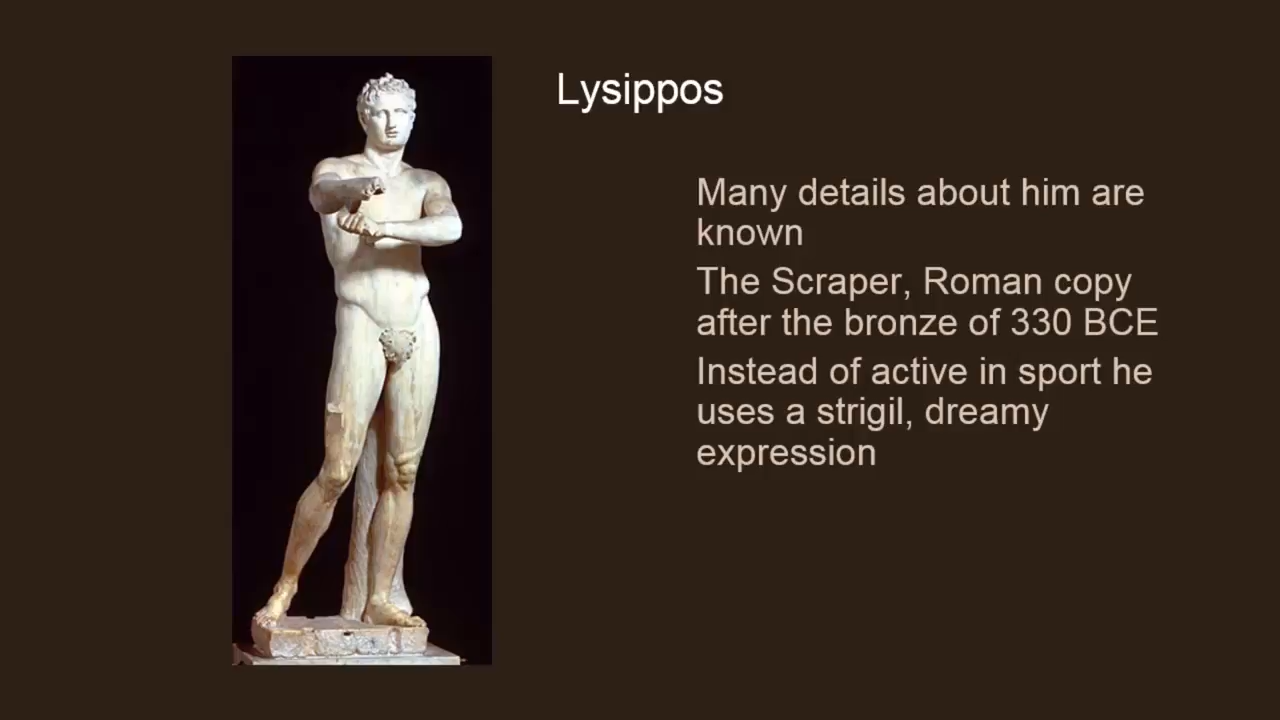 Lysippos
Many details about him are
known
The Scraper, Roman copy
after the bronze of 330 BCE
Instead of active in sport he
uses a strigil, dreamy
expression